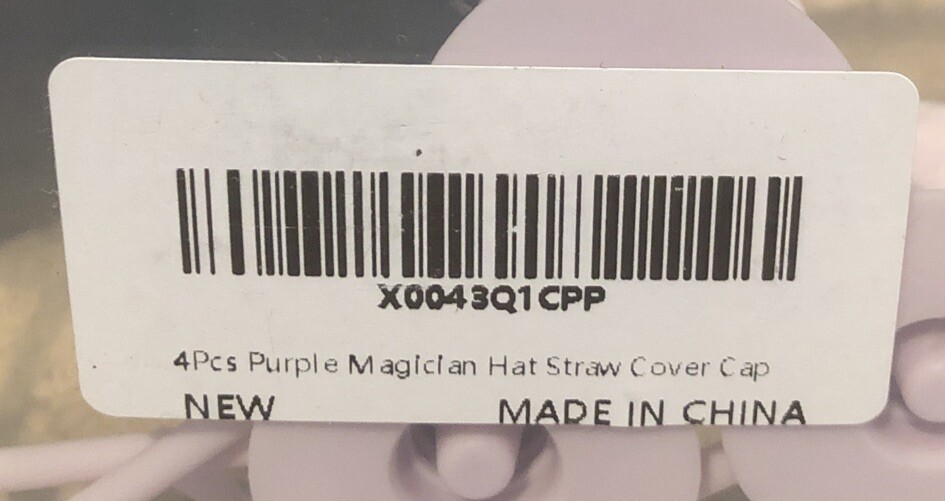 X0043Q1CPP
4Pcs Purple Magician Hat Straw Cover Cap
NEW MADE IN CHINA